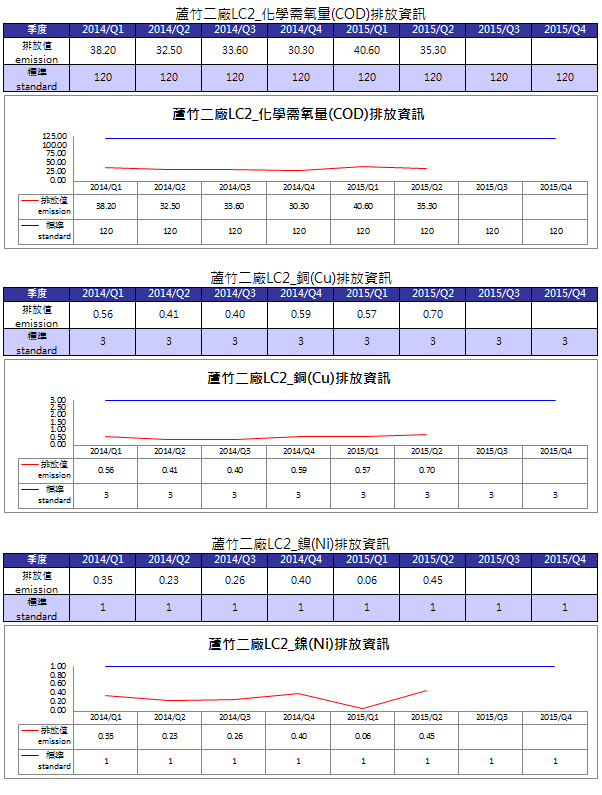 蘆竹二廠LC2_化學需氧量(COD)排放資訊
季度 2014/Q1 2014/Q2 2014/Q3 2014/Q4 2015/Q1 2015/Q2 2015/Q3 2015/Q4
排放值 38.20 32.50 33.60 30.30 40.60 35.30
emission
標準 120 120 120 120 120 120 120 120
standard
蘆竹二廠LC2_化學需氧量(COD)排放資訊
125.00
100.00
75.00
50.00
25.00
0.00
2014/Q1 2014/Q2 2014/Q3 2014/Q4 2015/Q1 2015/Q2 2015/Q3 2015/Q4
排放值 38.20 32.50 33.60 30.30 40.60 35.30
emission
標準 120 120 120 120 120 120 120 120
standard
蘆竹二廠LC2_銅(Cu)排放資訊
季度 2014/Q1 2014/Q2 2014/Q3 2014/Q4 2015/Q1 2015/Q2 2015/Q3 2015/Q4
排放值 0.56 0.41 0.40 0.59 0.57 0.70
emission
標準 3 3 3 3 3 3 3 3
standard
蘆竹二廠LC2_銅(Cu)排放資訊
3.00
2.50
2.00
1.50
1.00
0.50
0.00
2014/Q1 2014/Q2 2014/Q3 2014/Q4 2015/Q1 2015/Q2 2015/Q3 2015/Q4
排放值 0.56 0.41 0.40 0.59 0.57 0.70
emission
標準 3 3 3 3 3 3 3 3
standard
蘆竹二廠LC2_鎳(Ni)排放資訊
季度 2014/Q1 2014/Q2 2014/Q3 2014/Q4 2015/Q1 2015/Q2 2015/Q3 2015/Q4
排放值 0.35 0.23 0.26 0.40 0.06 0.45
emission
標準 1 1 1 1 1 1 1 1
standard
蘆竹二廠LC2_鎳(Ni)排放資訊
1.00
0.80
0.60
0.40
0.20
0.00
2014/Q1 2014/Q2 2014/Q3 2014/Q4 2015/Q1 2015/Q2 2015/Q3 2015/Q4
排放值 0.35 0.23 0.26 0.40 0.06 0.45
emission
標準 1 1 1 1 1 1 1 1
standard